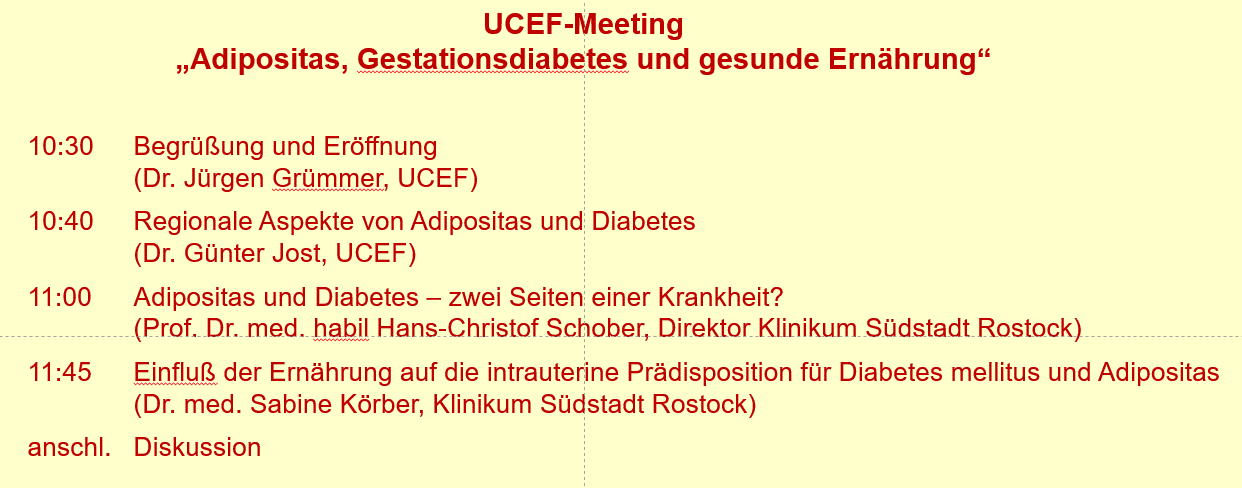 UCEF-Meeting
„Adipositas, Gestationsdiabetes und gesunde Ernährung“
10:30 Begrüßung und Eröffnung
(Dr. Jürgen Grümmer, UCEF)
10:40 Regionale Aspekte von Adipositas und Diabetes
(Dr. Günter Jost, UCEF)
11:00 Adipositas und Diabetes – zwei Seiten einer Krankheit?
(Prof. Dr. med. habil Hans-Christof Schober, Direktor Klinikum Südstadt Rostock)
11:45 Einfluß der Ernährung auf die intrauterine Prädisposition für Diabetes mellitus und Adipositas
(Dr. med. Sabine Körber, Klinikum Südstadt Rostock)
anschl. Diskussion